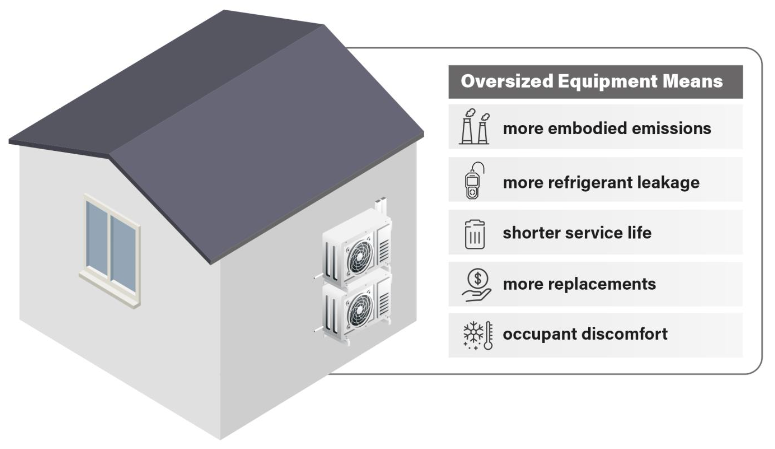 Oversized Equipment Means
more embodied emissions
more refrigerant leakage
shorter service life
$
more replacements
occupant discomfort